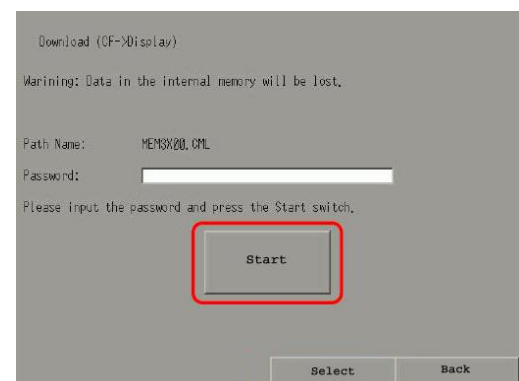 Download (CF->Display)
Warining: Data in the internal memory will be lost.
Path Name: MEMSX00.CML
Password:
Please input the password and press the Start switch.
Start
Select Back